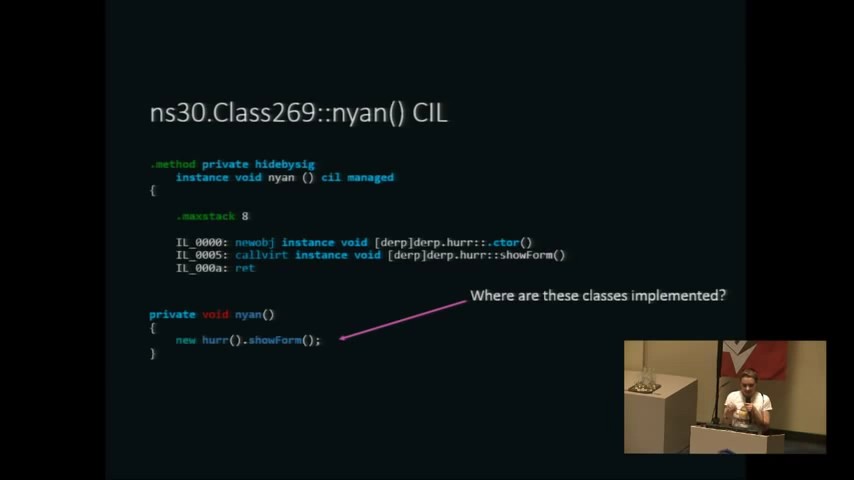 ns30.Class269::nyan() CIL
.method private hidebysig
instance void nyan () cil managed
{
.maxstack 8
IL_0000: newobj instance void [derp]derp.hurr::.ctor()
IL_0005: callvirt instance void [derp]derp.hurr::showForm()
IL_000a: ret
Where are these classes implemented?
private void nyan()
{
new hurr().showForm();
}